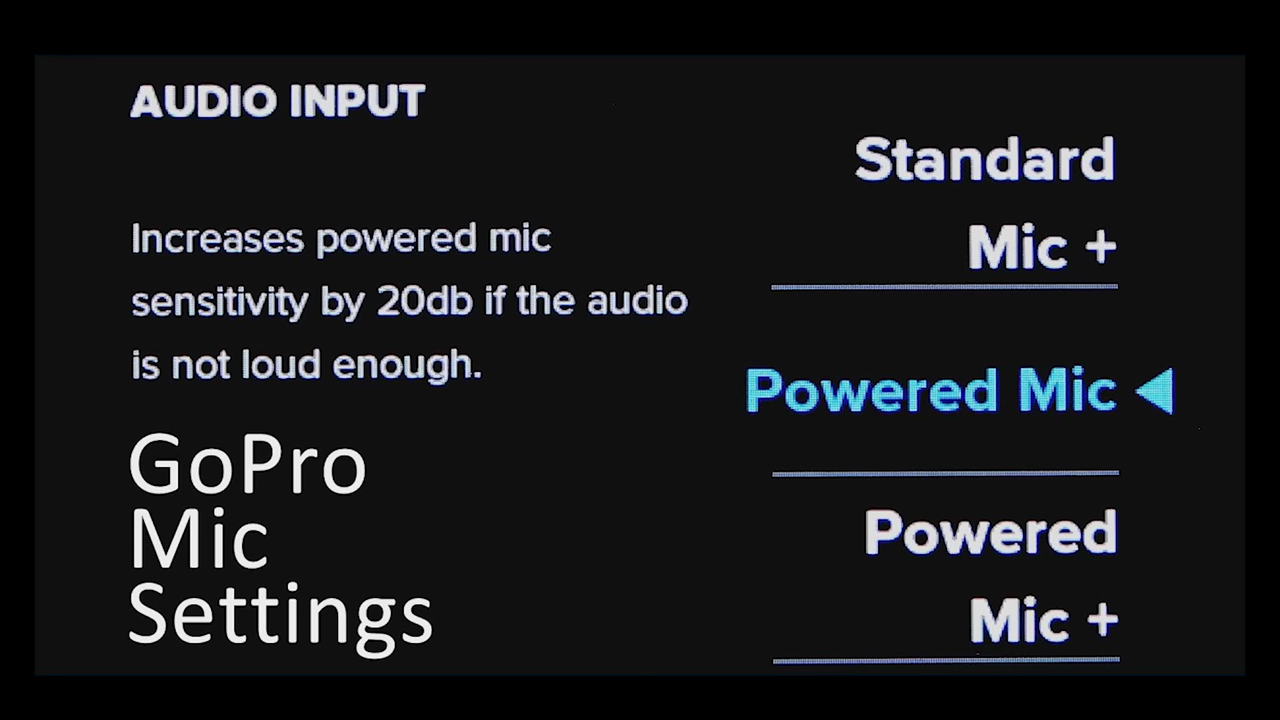 AUDIO INPUT
Increases powered mic
sensitivity by 20db if the audio
is not loud enough.
GoPro
Mic
Settings
Standard
Mic +
Powered Mic
Powered
Mic +